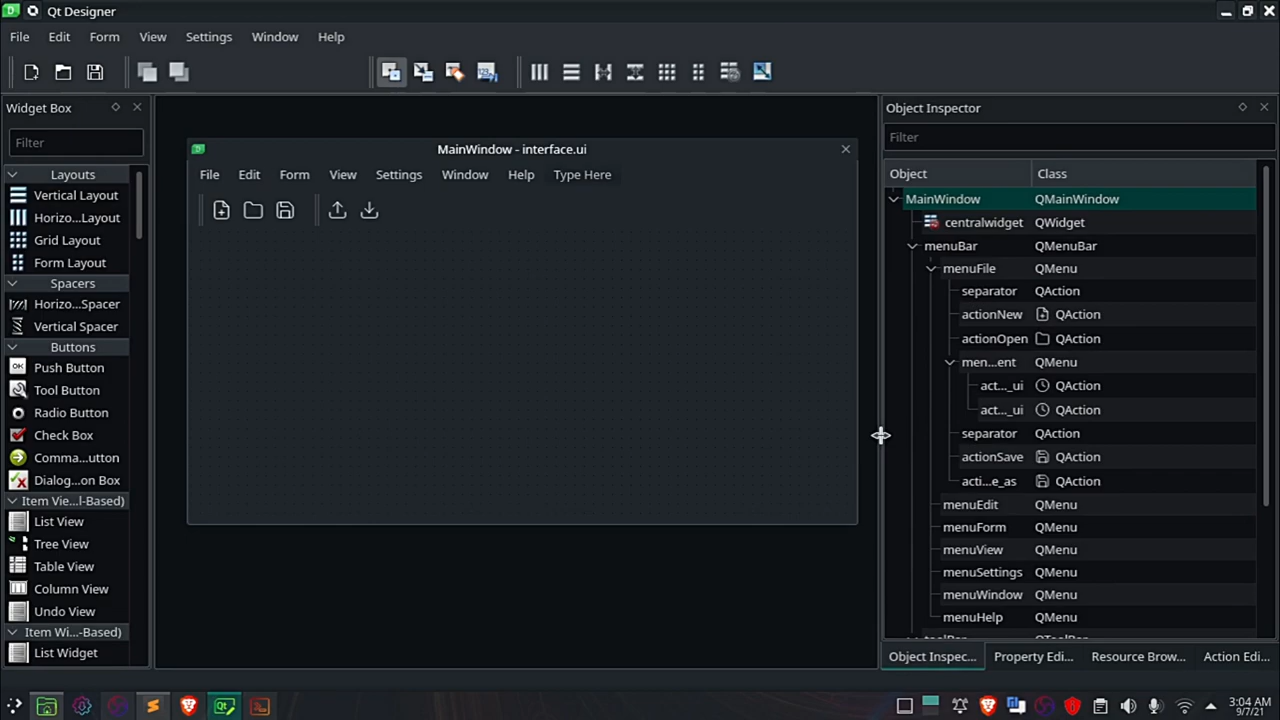 Qt Designer
File Edit Form View Settings Window Help
Widget Box
Filter
Layouts
Vertical Layout
Horizo...Layout
Grid Layout
Form Layout
Spacers
Horizo...Spacer
Vertical Spacer
Buttons
Push Button
Tool Button
Radio Button
Check Box
Comma...utton
Dialog...on Box
Item Vie...l-Based)
List View
Tree View
Table View
Column View
Undo View
Item Wi...-Based)
List Widget
MainWindow - interface.ui
File Edit Form View Settings Window Help Type Here
Object Inspector
Filter
Object Class
MainWindow QMainWindow
centralwidget QWidget
menuBar QMenuBar
menuFile QMenu
separator QAction
actionNew QAction
actionOpen QAction
men...ent QMenu
act..._ui QAction
act..._ui QAction
separator QAction
actionSave QAction
acti...e_as QAction
menuEdit QMenu
menuForm QMenu
menuView QMenu
menuSettings QMenu
menuWindow QMenu
menuHelp QMenu
Object Inspec... Property Edi... Resource Brow... Action Edi...
3:04 AM
9/7/21